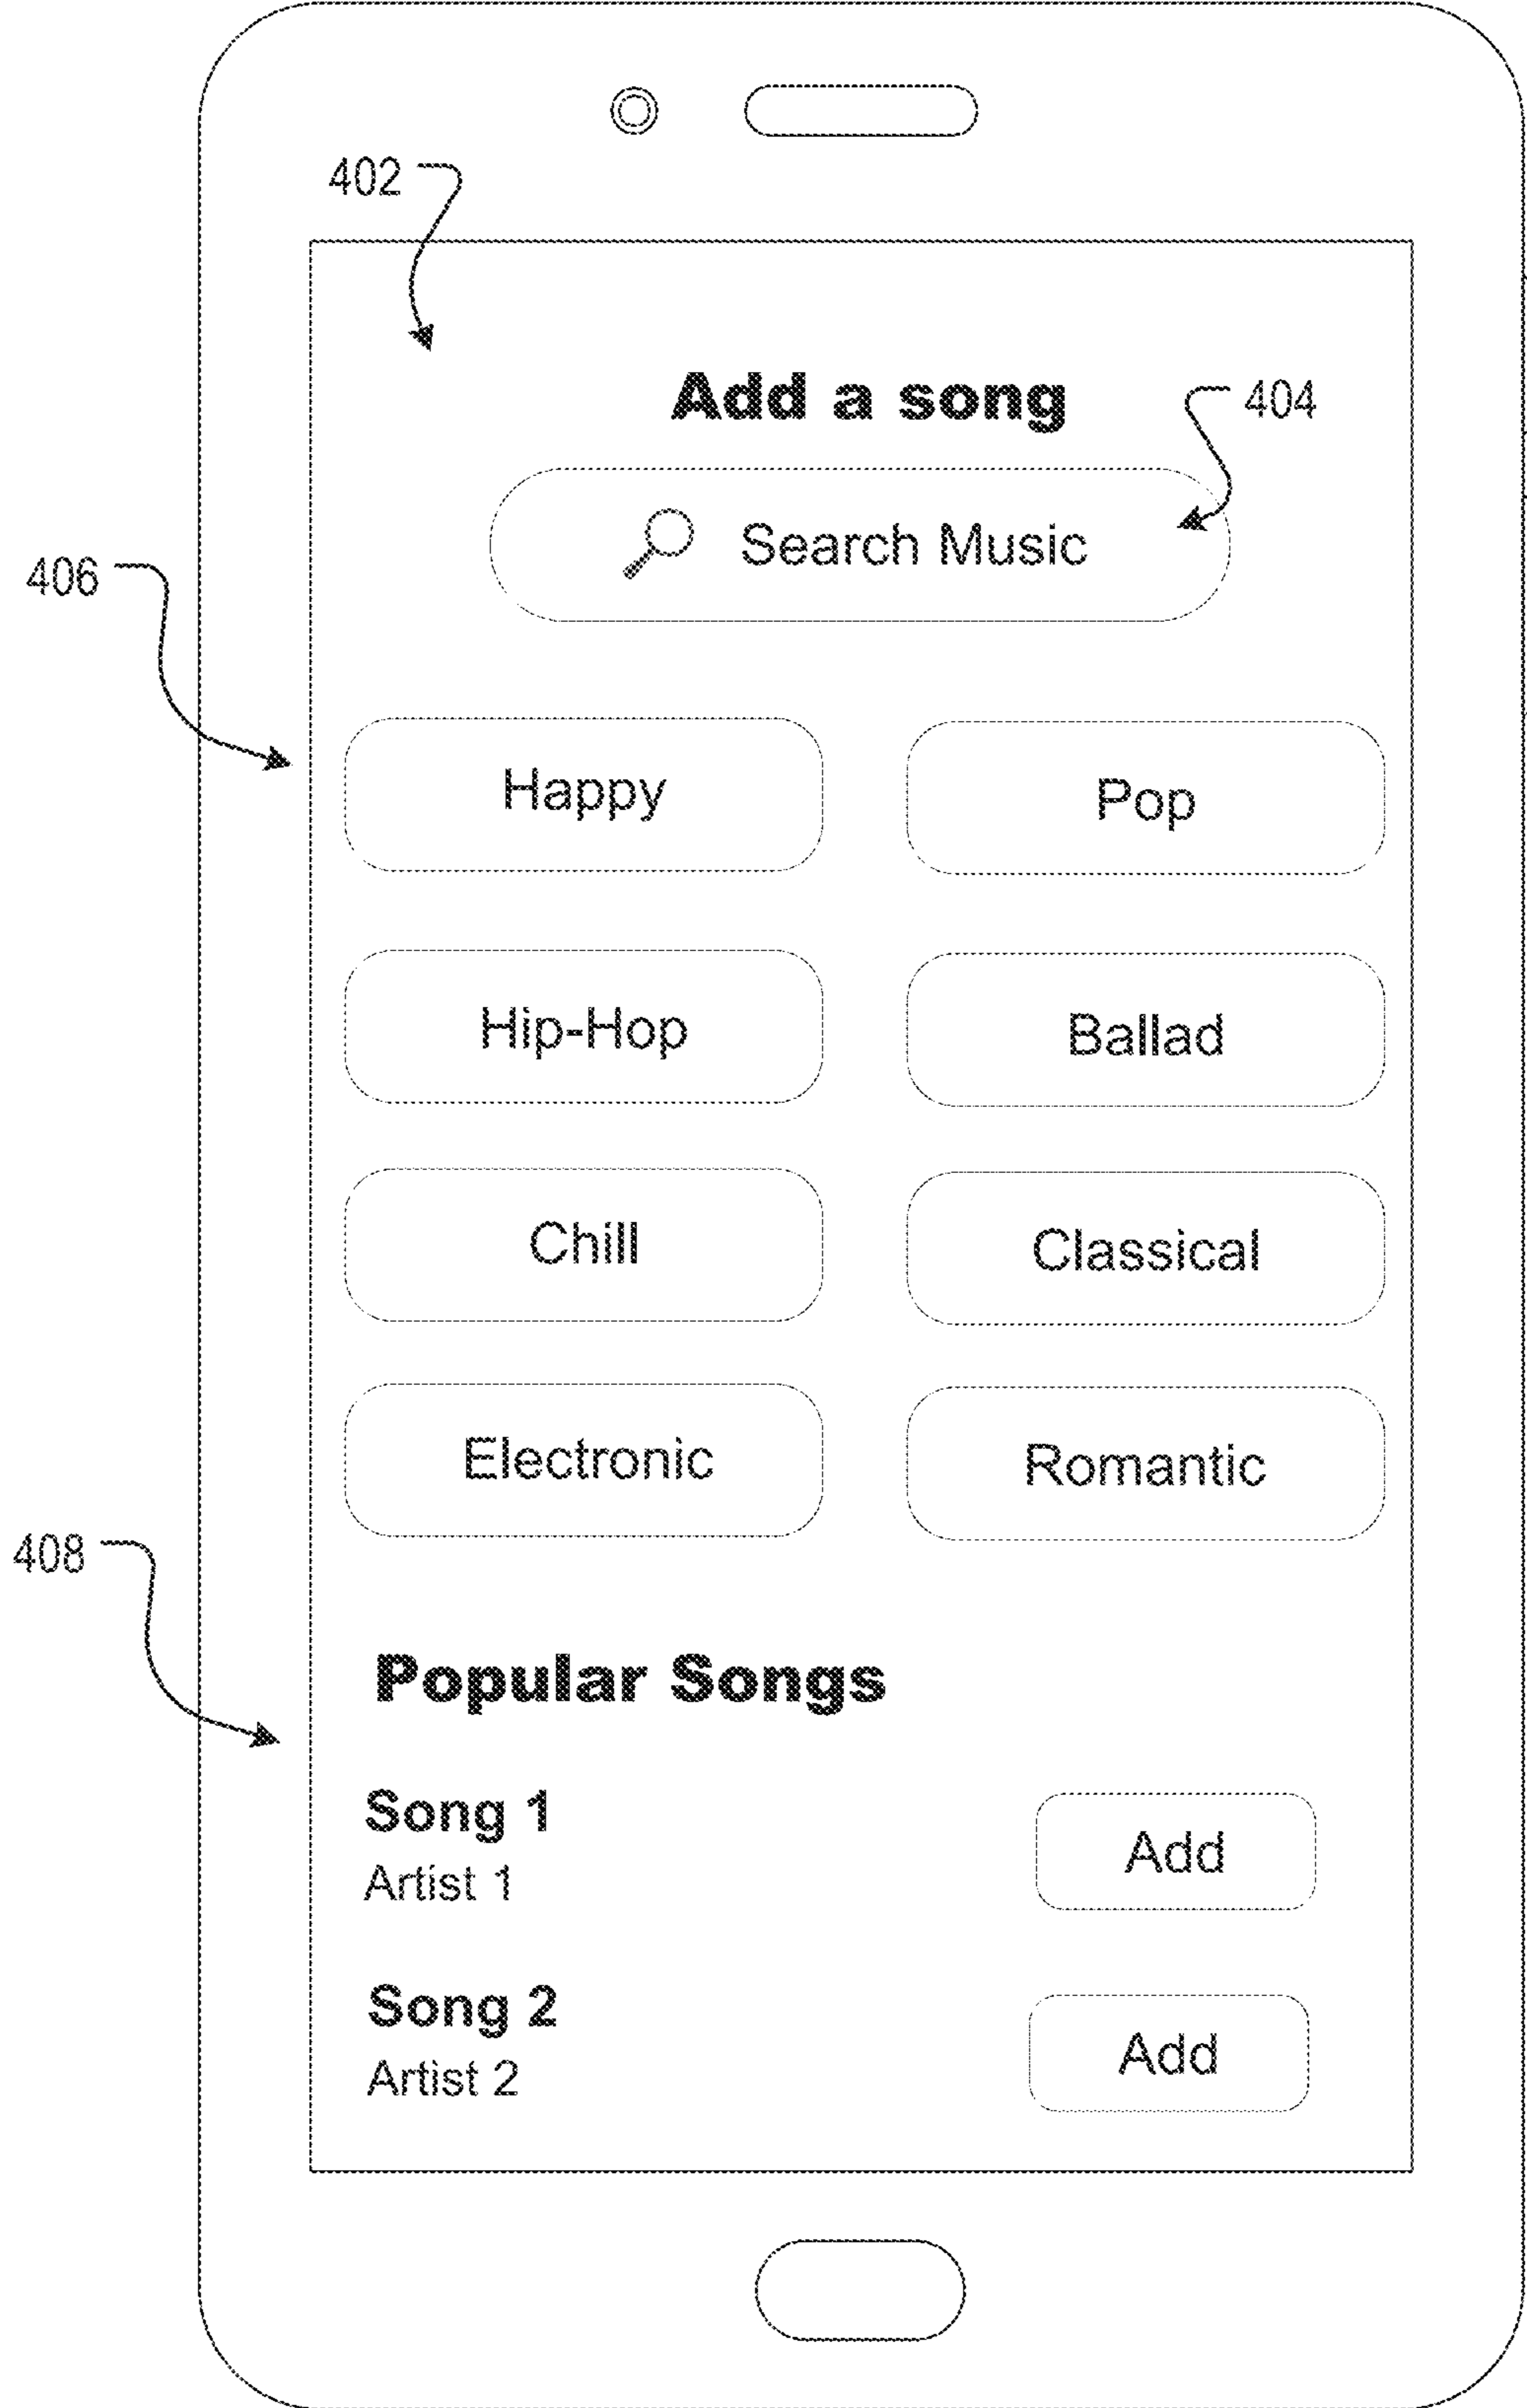 402
Add a song
404
Search Music
406
Happy
Pop
Hip-Hop
Ballad
Chill
Classical
Electronic
Romantic
408
Popular Songs
Song 1
Artist 1
Add
Song 2
Artist 2
Add